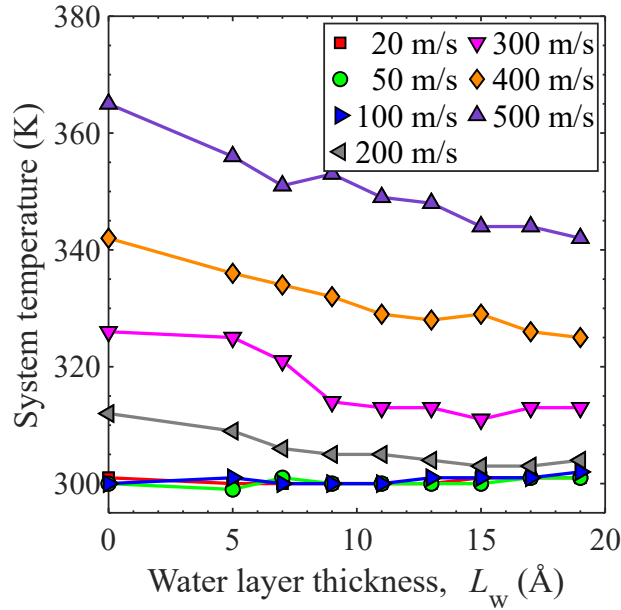 380
360
340
320
300
0
5
10
15
20
System temperature (K)
Water layer thickness, L_w (Å)
20 m/s
50 m/s
100 m/s
200 m/s
300 m/s
400 m/s
500 m/s